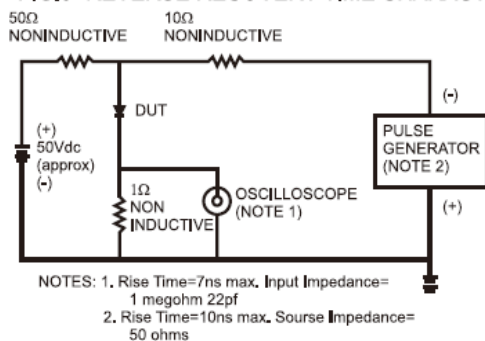 50Ω
NONINDUCTIVE
10Ω
NONINDUCTIVE
DUT
(+)
50Vdc
(approx)
(-)
1Ω
NON
INDUCTIVE
OSCILLOSCOPE
(NOTE 1)
(-)
PULSE
GENERATOR
(NOTE 2)
(+)
NOTES: 1. Rise Time=7ns max. Input Impedance=
1 megohm 22pf
2. Rise Time=10ns max. Sourse Impedance=
50 ohms